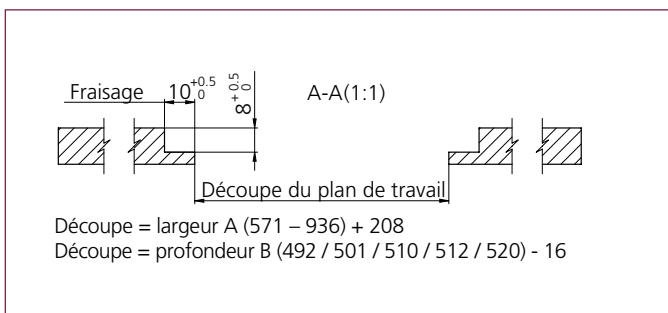 Fraisage 10 +0.5 0
8 +0.5 0
A-A(1:1)
Découpe du plan de travail
Découpe = largeur A (571 – 936) + 208
Découpe = profondeur B (492 / 501 / 510 / 512 / 520) - 16